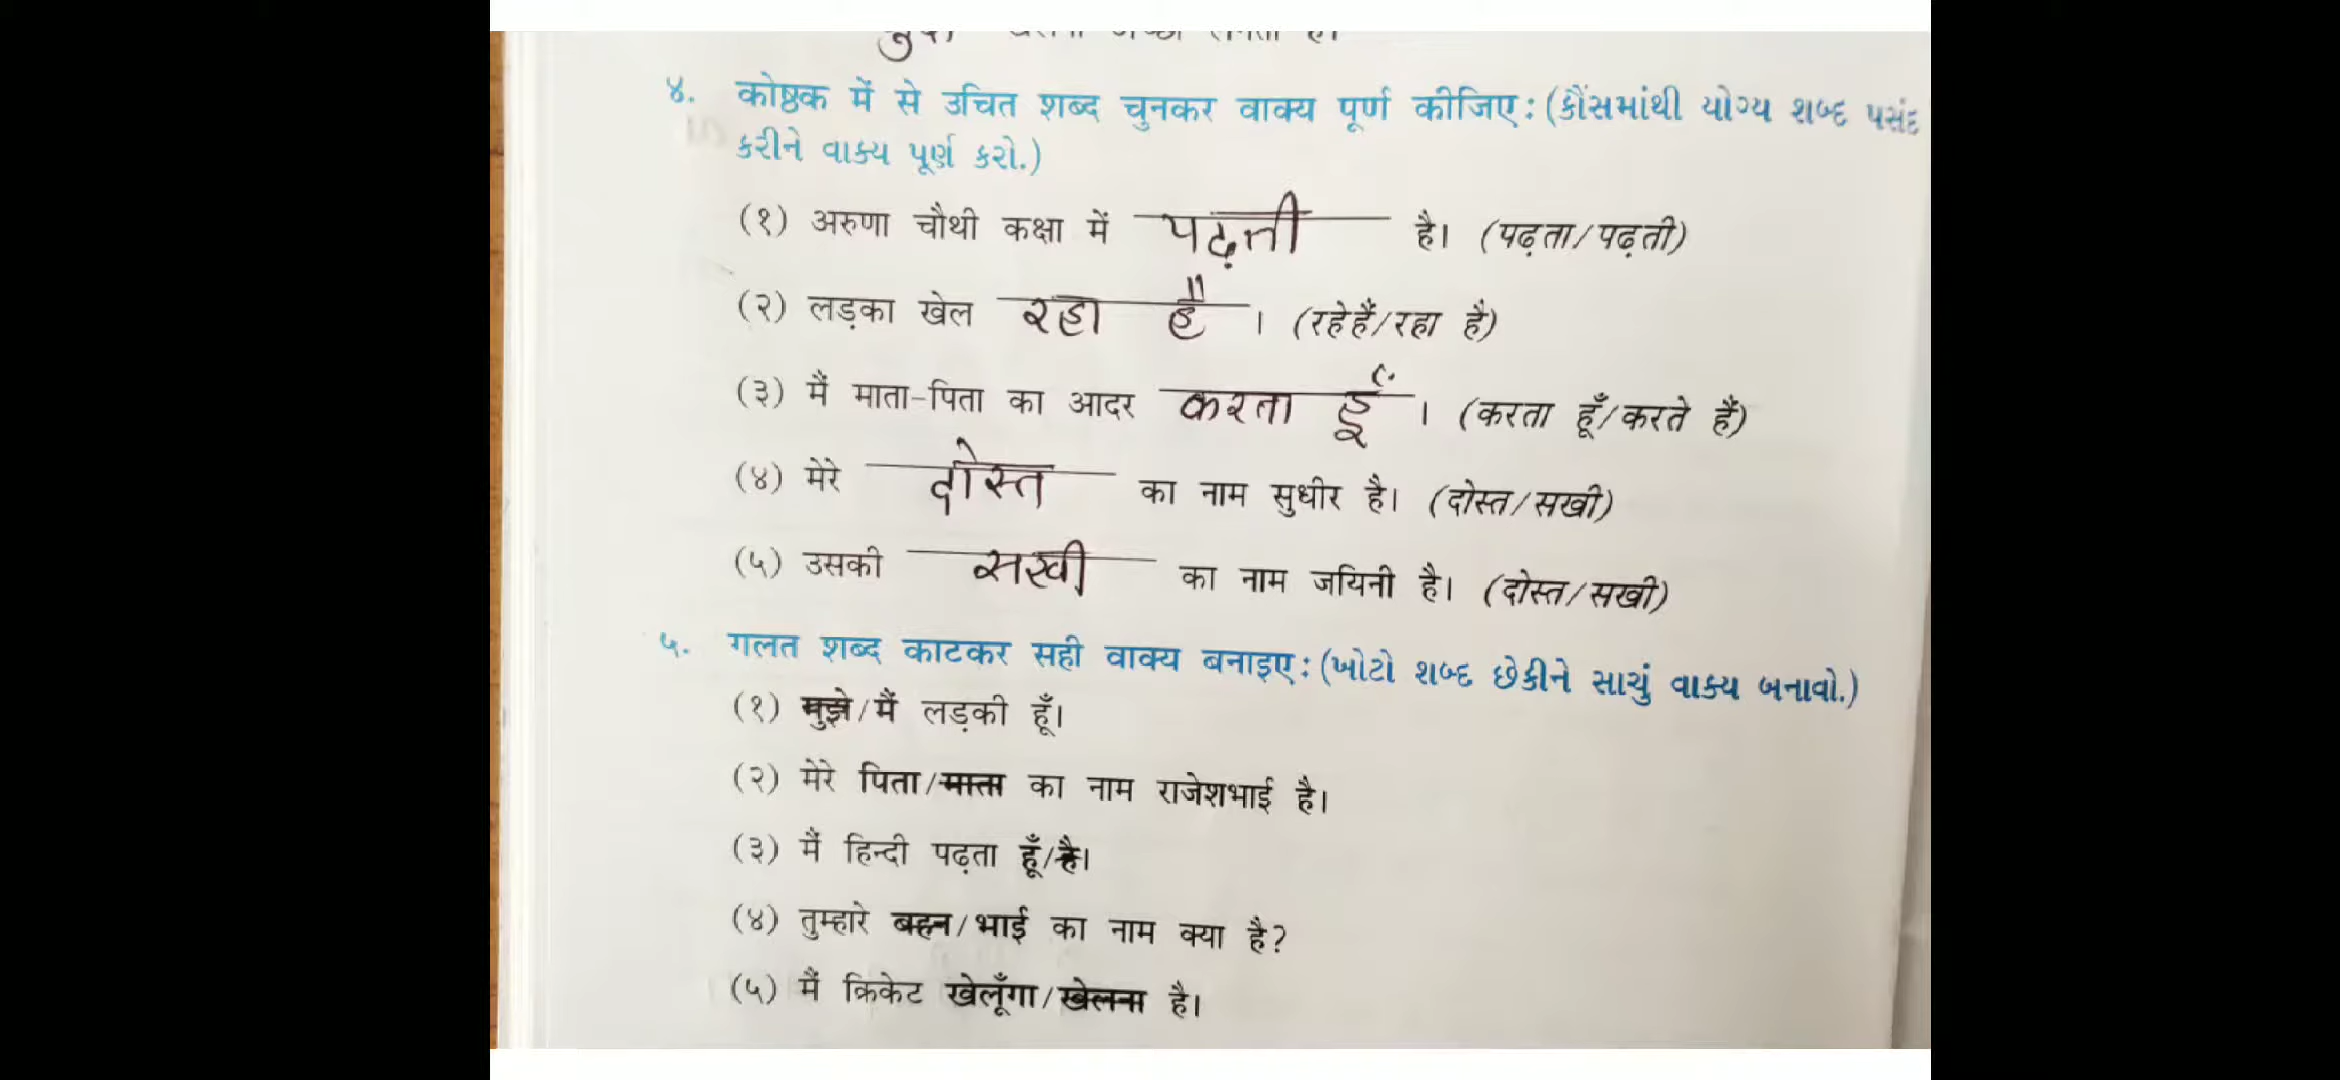 ४. कोष्ठक में से उचित शब्द चुनकर वाक्य पूर्ण कीजिए : (કૌંસમાંથી યોગ્ય શબ્દ પસંદ
કરીને વાક્ય પૂર્ણ કરો.)
(१) अरुणा चौथी कक्षा में पढ़ती है। (पढ़ता/पढ़ती)
(२) लड़का खेल रहा है । (रहेहैं/रहा है)
(३) मैं माता-पिता का आदर करता हूँ । (करता हूँ/करते हैं)
(४) मेरे दोस्त का नाम सुधीर है। (दोस्त/सखी)
(५) उसकी सखी का नाम जयिनी है। (दोस्त/सखी)
५. गलत शब्द काटकर सही वाक्य बनाइए : (ખોટો શબ્દ છેકીને સાચું વાક્ય બનાવો.)
(१) मुझे/मैं लड़की हूँ।
(२) मेरे पिता/माता का नाम राजेशभाई है।
(३) मैं हिन्दी पढ़ता हूँ/है।
(४) तुम्हारे बहन/भाई का नाम क्या है?
(५) मैं क्रिकेट खेलूँगा/खेलना है।